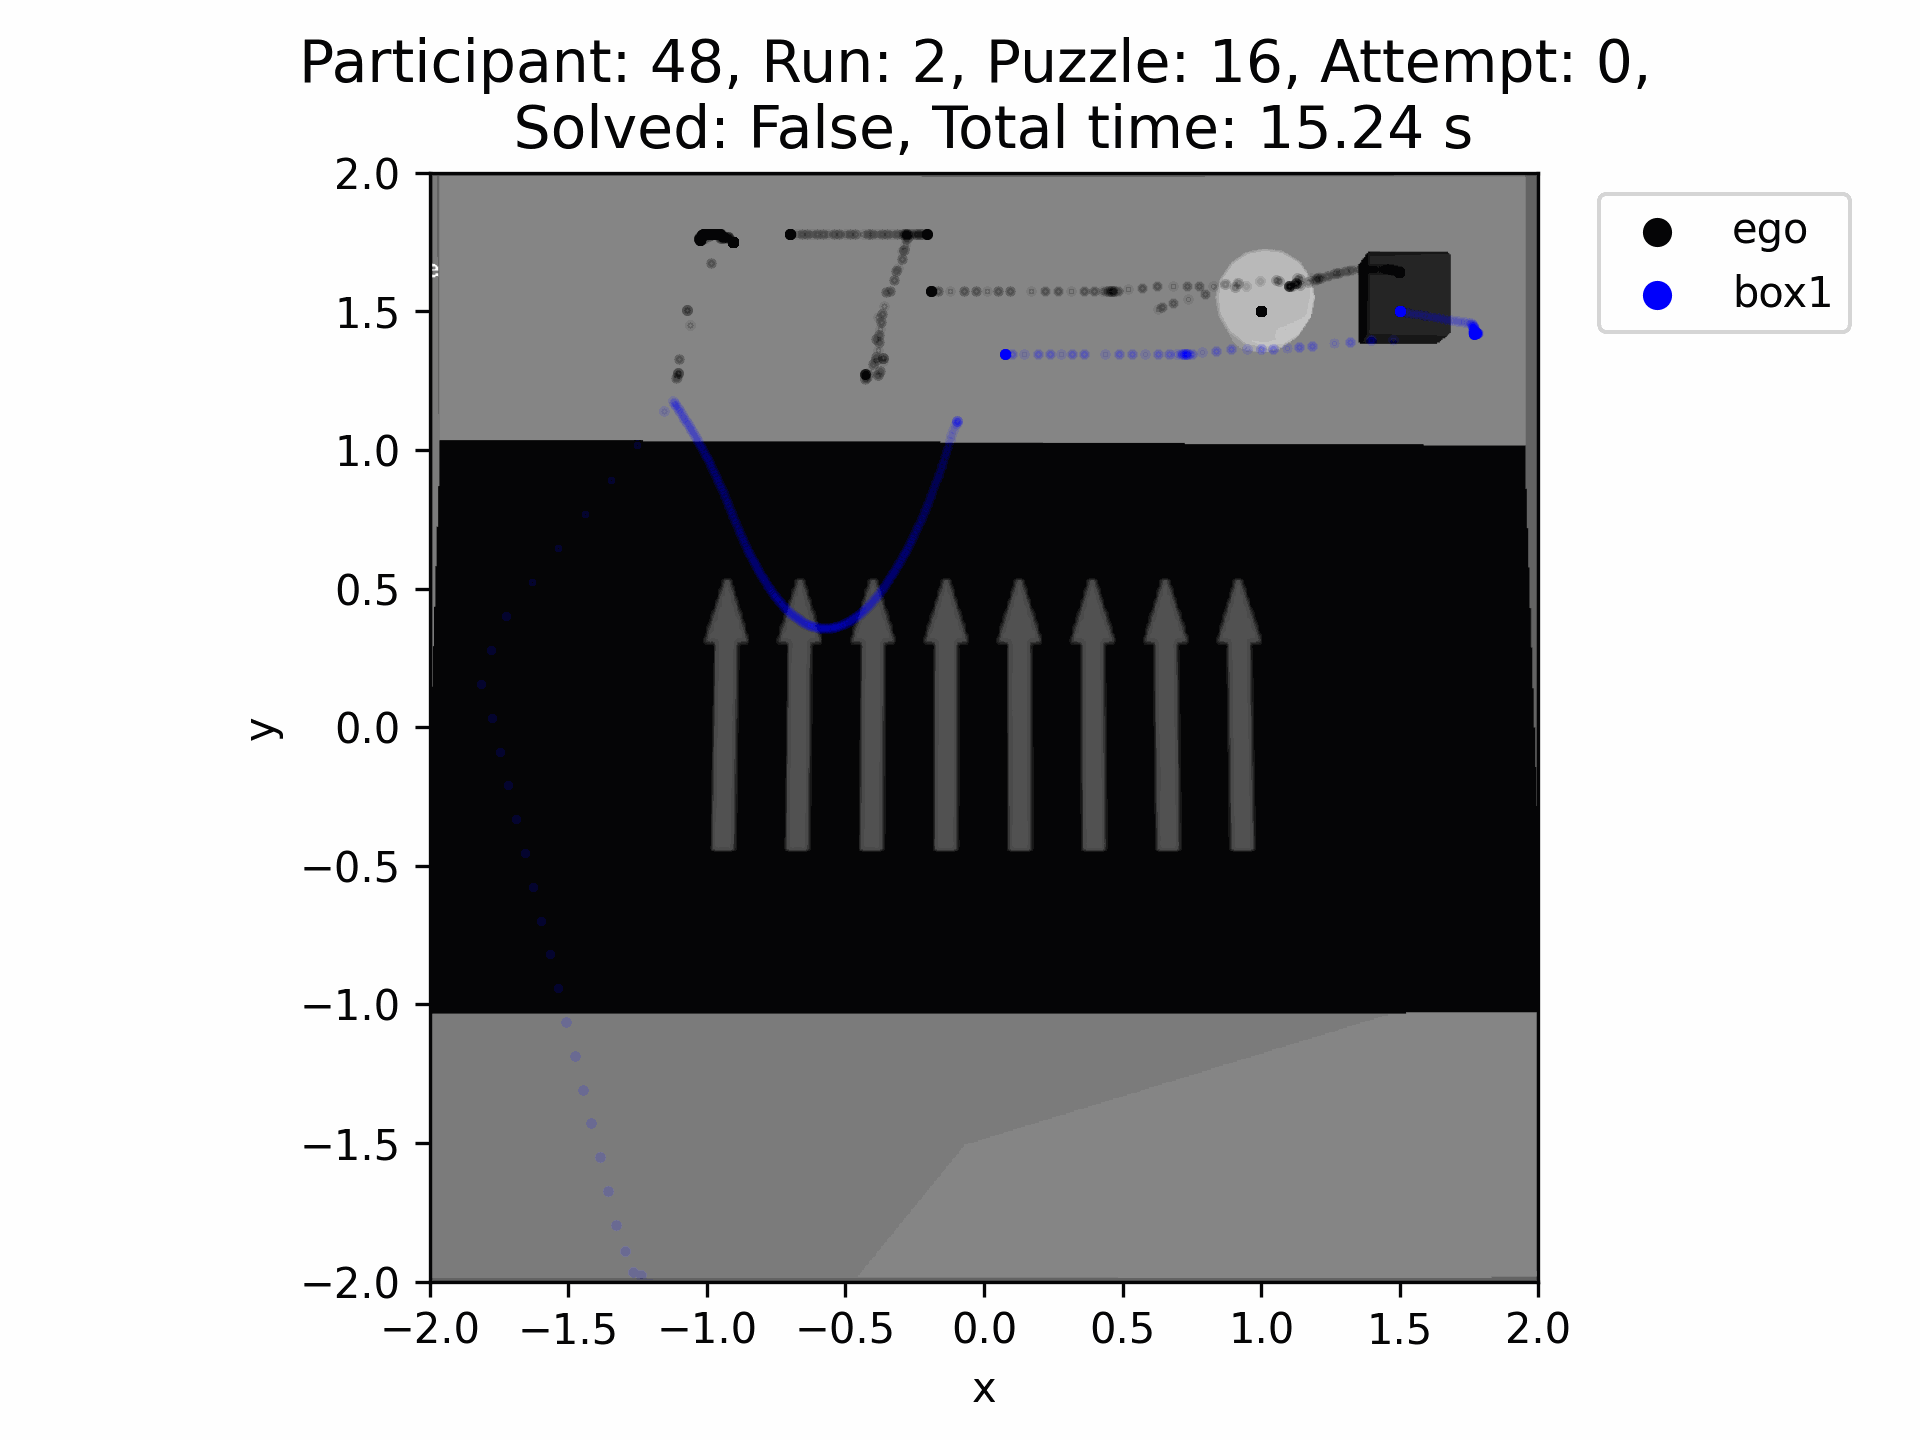 Participant: 48, Run: 2, Puzzle: 16, Attempt: 0,
Solved: False, Total time: 15.24 s
ego
box1
2.0
1.5
1.0
0.5
0.0
−0.5
−1.0
−1.5
−2.0
y
−2.0 −1.5 −1.0 −0.5 0.0 0.5 1.0 1.5 2.0
x